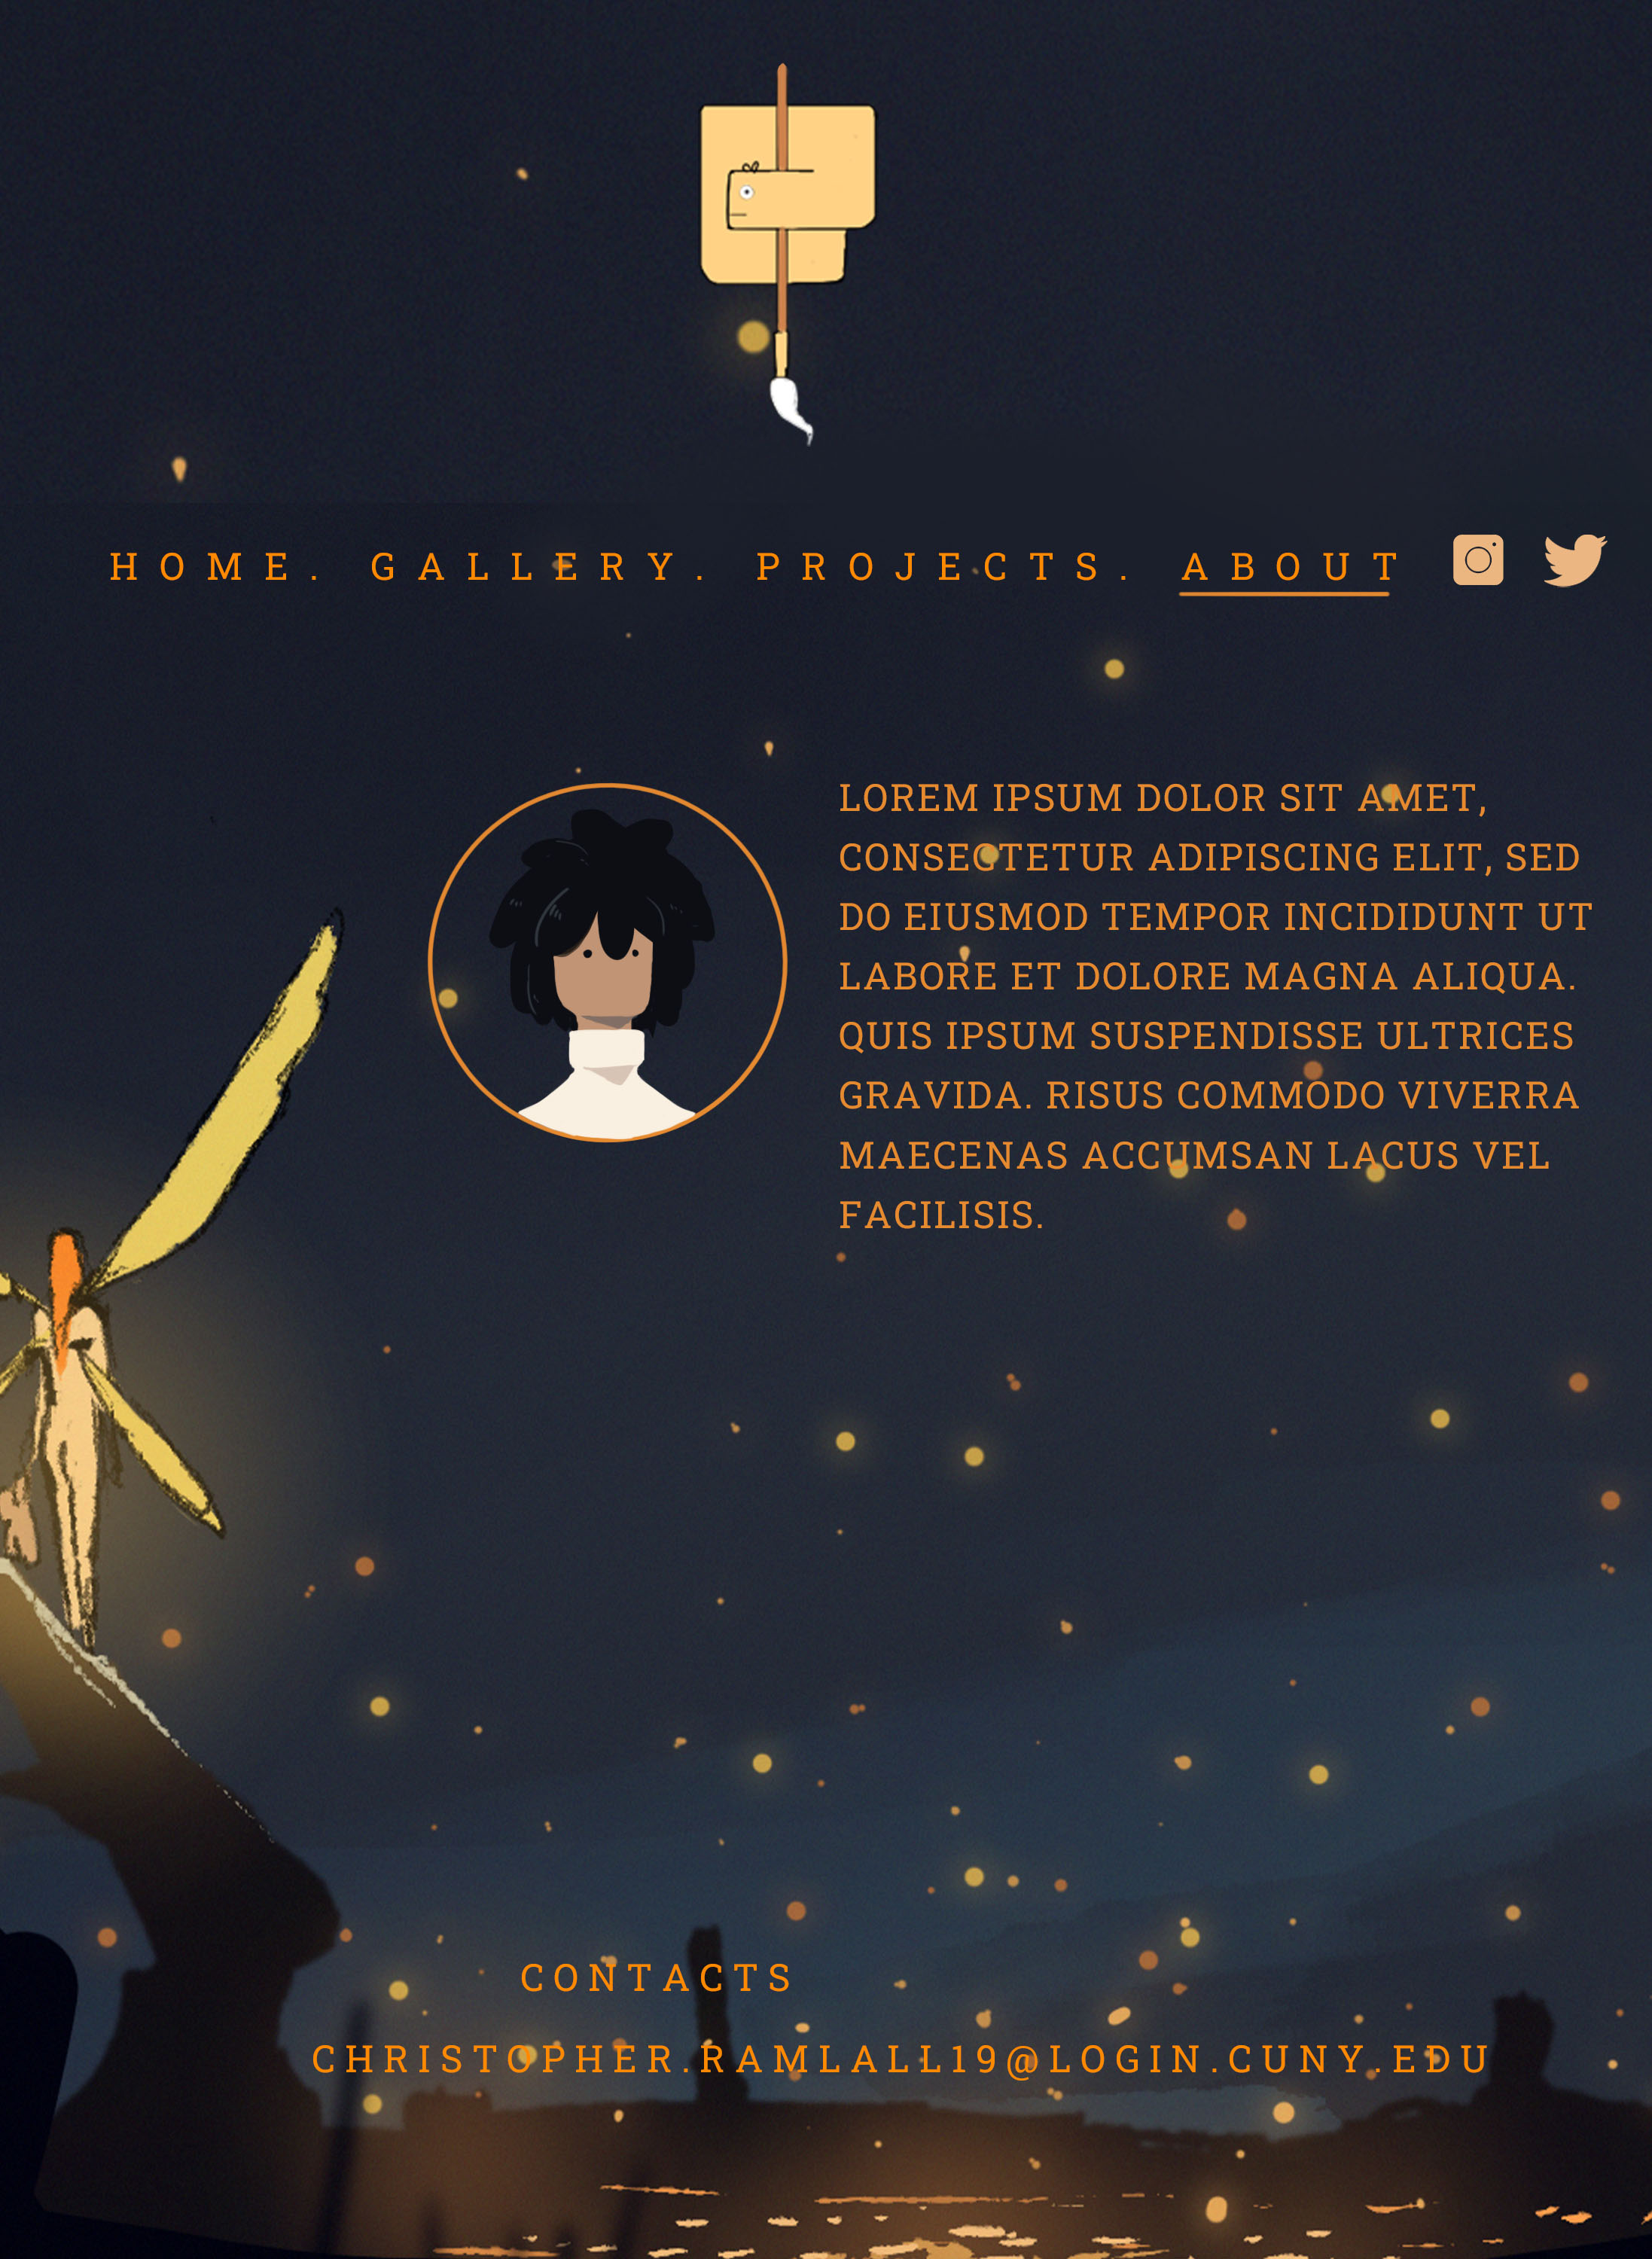 HOME. GALLERY. PROJECTS. ABOUT
LOREM IPSUM DOLOR SIT AMET,
CONSECTETUR ADIPISCING ELIT, SED
DO EIUSMOD TEMPOR INCIDIDUNT UT
LABORE ET DOLORE MAGNA ALIQUA.
QUIS IPSUM SUSPENDISSE ULTRICES
GRAVIDA. RISUS COMMODO VIVERRA
MAECENAS ACCUMSAN LACUS VEL
FACILISIS.
CONTACTS
CHRISTOPHER.RAMLALL19@LOGIN.CUNY.EDU